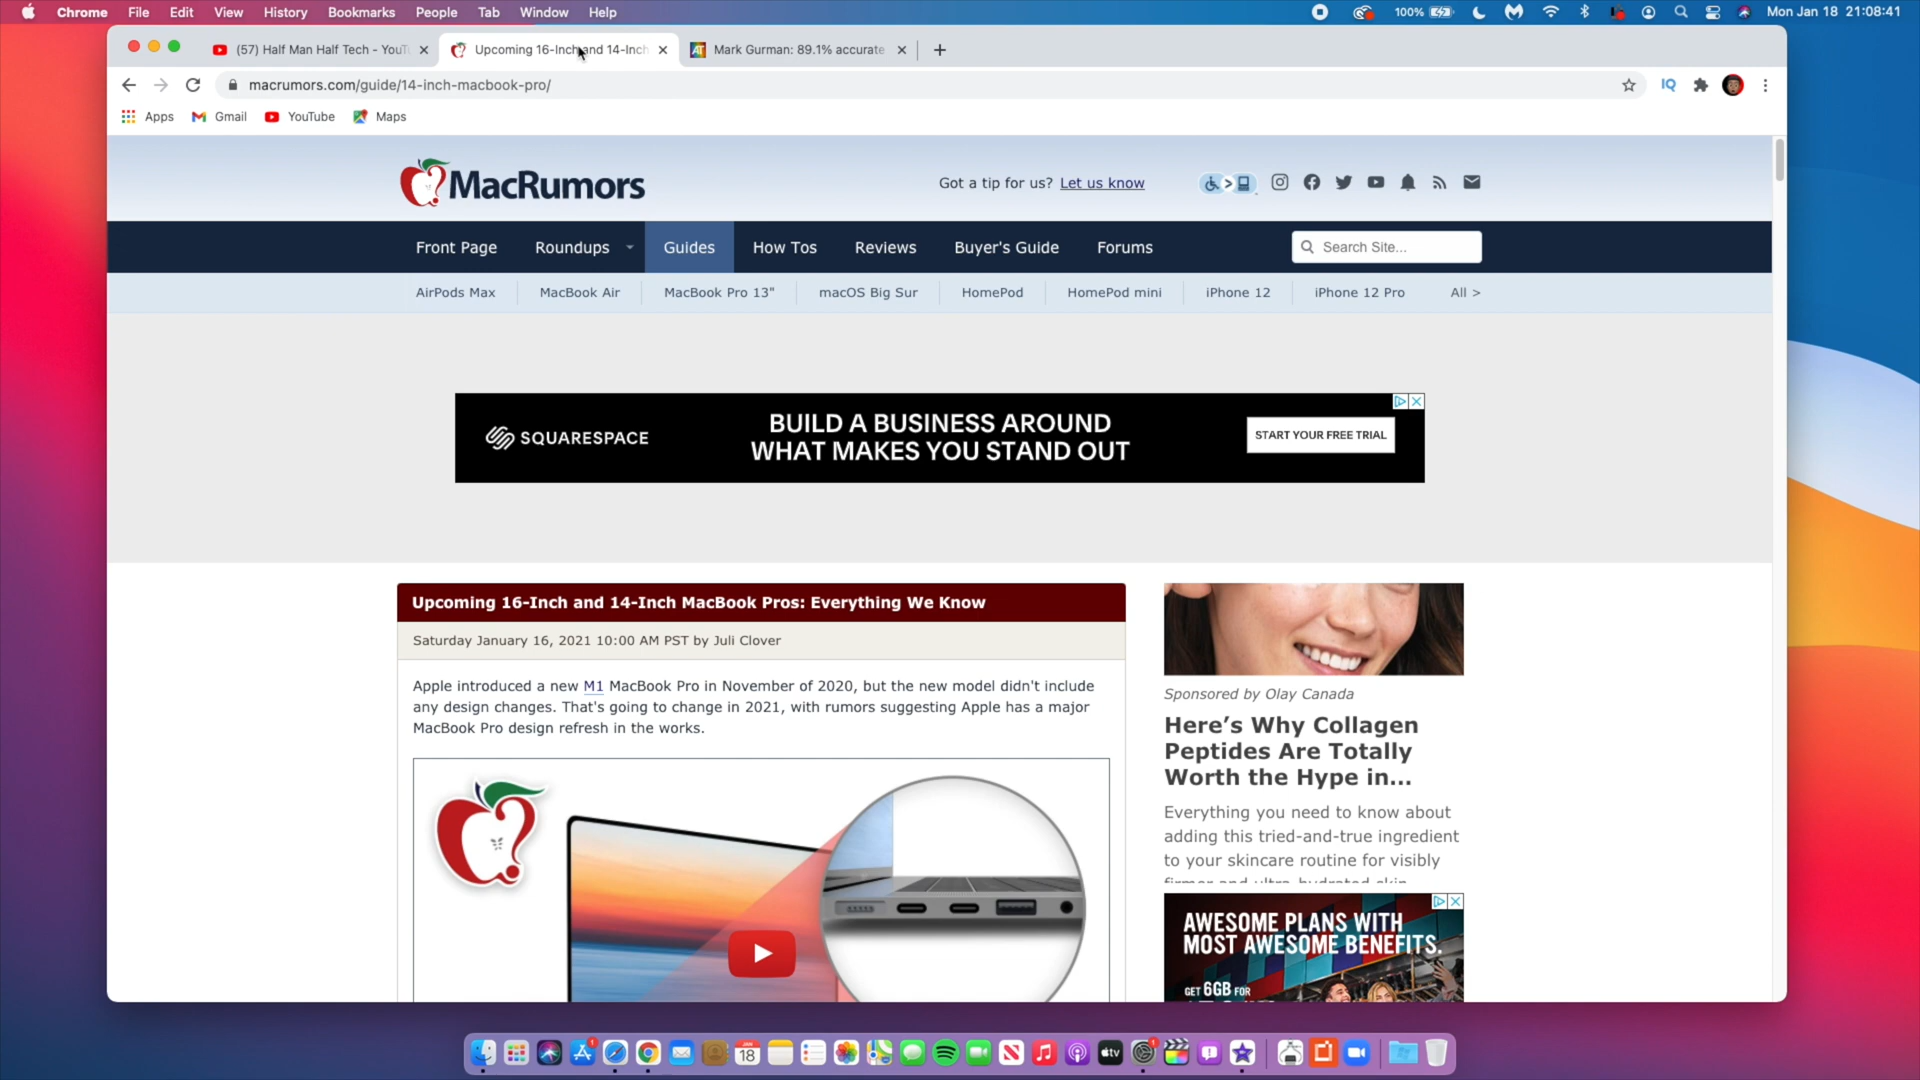 Chrome File Edit View History Bookmarks People Tab Window Help 100% Mon Jan 18 21:08:41
(57) Half Man Half Tech - YouT Upcoming 16-Inch and 14-Inch Mark Gurman: 89.1% accurate
macrumors.com/guide/14-inch-macbook-pro/ IQ
Apps Gmail YouTube Maps
MacRumors
Got a tip for us? Let us know
Front Page Roundups Guides How Tos Reviews Buyer's Guide Forums Search Site...
AirPods Max MacBook Air MacBook Pro 13" macOS Big Sur HomePod HomePod mini iPhone 12 iPhone 12 Pro All >
SQUARESPACE
BUILD A BUSINESS AROUND
WHAT MAKES YOU STAND OUT
START YOUR FREE TRIAL
Upcoming 16-Inch and 14-Inch MacBook Pros: Everything We Know
Saturday January 16, 2021 10:00 AM PST by Juli Clover
Apple introduced a new M1 MacBook Pro in November of 2020, but the new model didn't include
any design changes. That's going to change in 2021, with rumors suggesting Apple has a major
MacBook Pro design refresh in the works.
Sponsored by Olay Canada
Here's Why Collagen
Peptides Are Totally
Worth the Hype in...
Everything you need to know about
adding this tried-and-true ingredient
to your skincare routine for visibly
firmer and ultra-hydrated skin
AWESOME PLANS WITH
MOST AWESOME BENEFITS.
GET 6GB FOR
JAN
18
tv